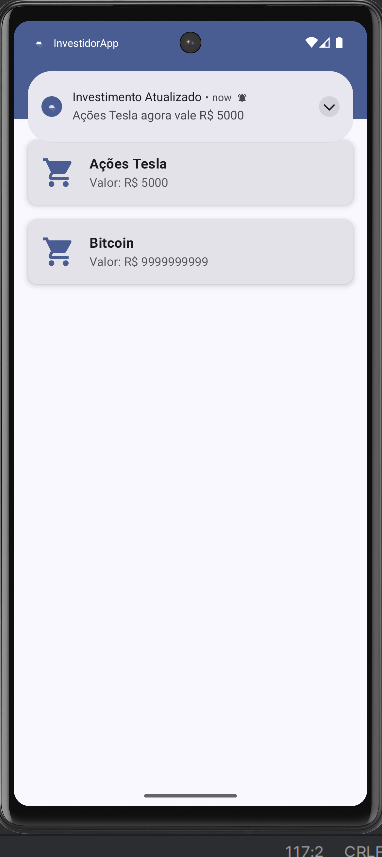 InvestidorApp
Investimento Atualizado • now
Ações Tesla agora vale R$ 5000
Ações Tesla
Valor: R$ 5000
Bitcoin
Valor: R$ 9999999999
117:2 CRLF